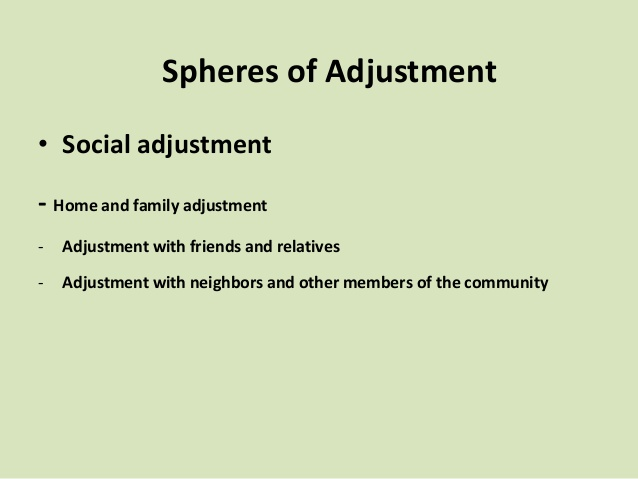 Spheres of Adjustment
• Social adjustment
- Home and family adjustment
- Adjustment with friends and relatives
- Adjustment with neighbors and other members of the community